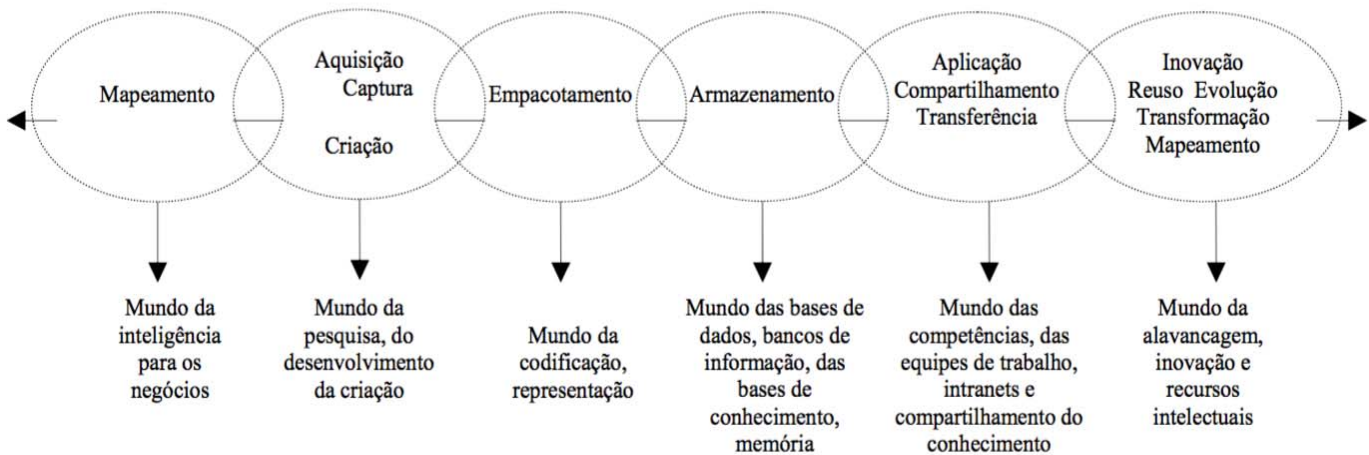 Mapeamento
Aquisição
Captura
Criação
Empacotamento
Armazenamento
Aplicação
Compartilhamento
Transferência
Inovação
Reuso Evolução
Transformação
Mapeamento
Mundo da
inteligência
para os
negócios
Mundo da
pesquisa, do
desenvolvimento
da criação
Mundo da
codificação,
representação
Mundo das bases de
dados, bancos de
informação, das
bases de
conhecimento,
memória
Mundo das
competências, das
equipes de trabalho,
intranets e
compartilhamento do
conhecimento
Mundo da
alavancagem,
inovação e
recursos
intelectuais